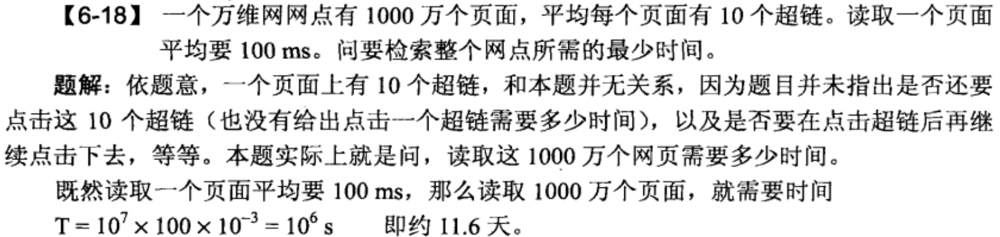 【6-18】 一个万维网网点有 1000 万个页面，平均每个页面有 10 个超链。读取一个页面
平均要 100 ms。问要检索整个网点所需的最少时间。
题解：依题意，一个页面上有 10 个超链，和本题并无关系，因为题目并未指出是否还要
点击这 10 个超链（也没有给出点击一个超链需要多少时间），以及是否要在点击超链后再继
续点击下去，等等。本题实际上就是问，读取这 1000 万个网页需要多少时间。
既然读取一个页面平均要 100 ms，那么读取 1000 万个页面，就需要时间
T = 10⁷ × 100 × 10⁻³ = 10⁶ s 即约 11.6 天。